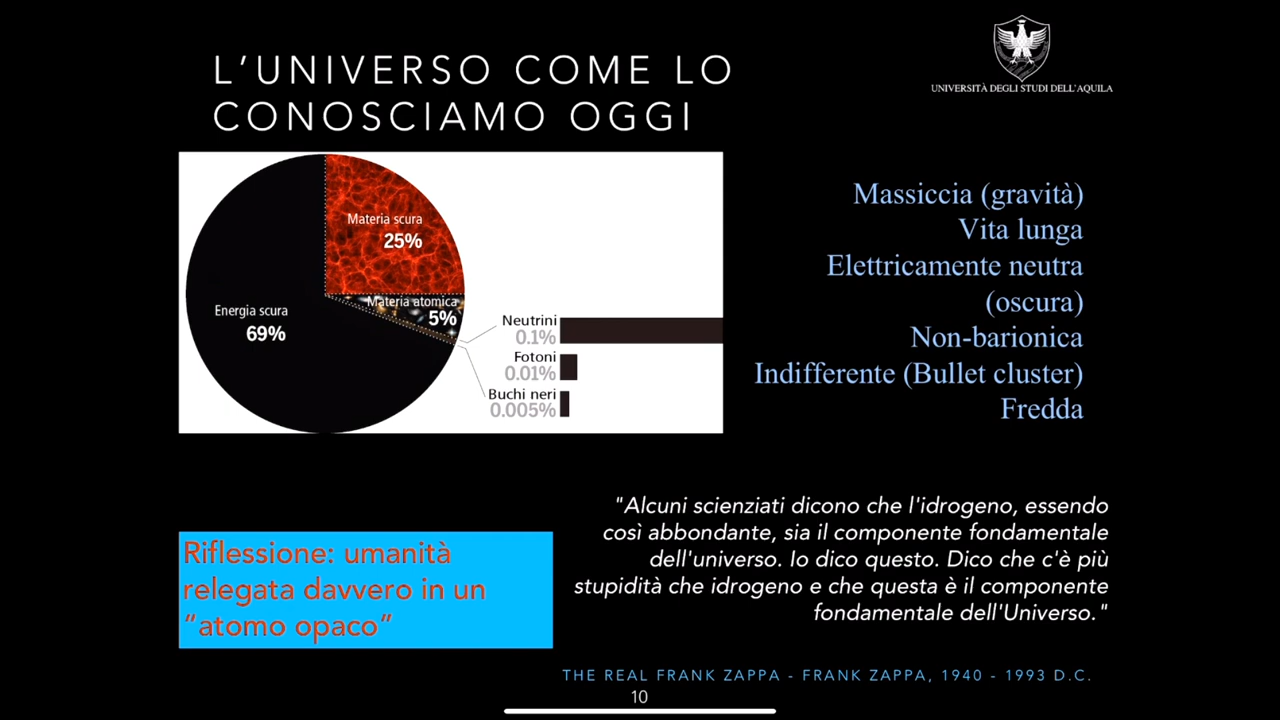 L'UNIVERSO COME LO
CONOSCIAMO OGGI
UNIVERSITÀ DEGLI STUDI DELL'AQUILA
Materia scura
25%
Energia scura
69%
Materia atomica
5%
Neutrini
0.1%
Fotoni
0.01%
Buchi neri
0.005%
Massiccia (gravità)
Vita lunga
Elettricamente neutra
(oscura)
Non-barionica
Indifferente (Bullet cluster)
Fredda
Riflessione: umanità
relegata davvero in un
“atomo opaco”
"Alcuni scienziati dicono che l'idrogeno, essendo
così abbondante, sia il componente fondamentale
dell'universo. Io dico questo. Dico che c'è più
stupidità che idrogeno e che questa è il componente
fondamentale dell'Universo."
THE REAL FRANK ZAPPA - FRANK ZAPPA, 1940 - 1993 D.C.
10